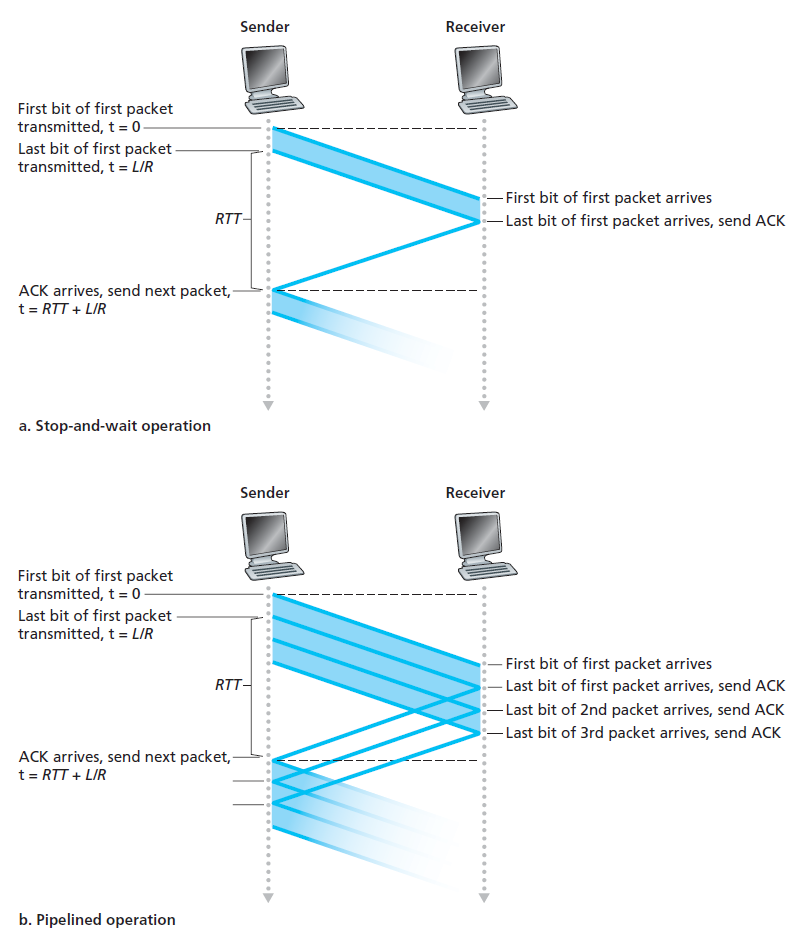 Sender
Receiver
First bit of first packet
transmitted, t = 0
Last bit of first packet
transmitted, t = L/R
First bit of first packet arrives
RTT
Last bit of first packet arrives, send ACK
ACK arrives, send next packet,
t = RTT + L/R
a. Stop-and-wait operation
Sender
Receiver
First bit of first packet
transmitted, t = 0
Last bit of first packet
transmitted, t = L/R
First bit of first packet arrives
RTT
Last bit of first packet arrives, send ACK
Last bit of 2nd packet arrives, send ACK
Last bit of 3rd packet arrives, send ACK
ACK arrives, send next packet,
t = RTT + L/R
b. Pipelined operation